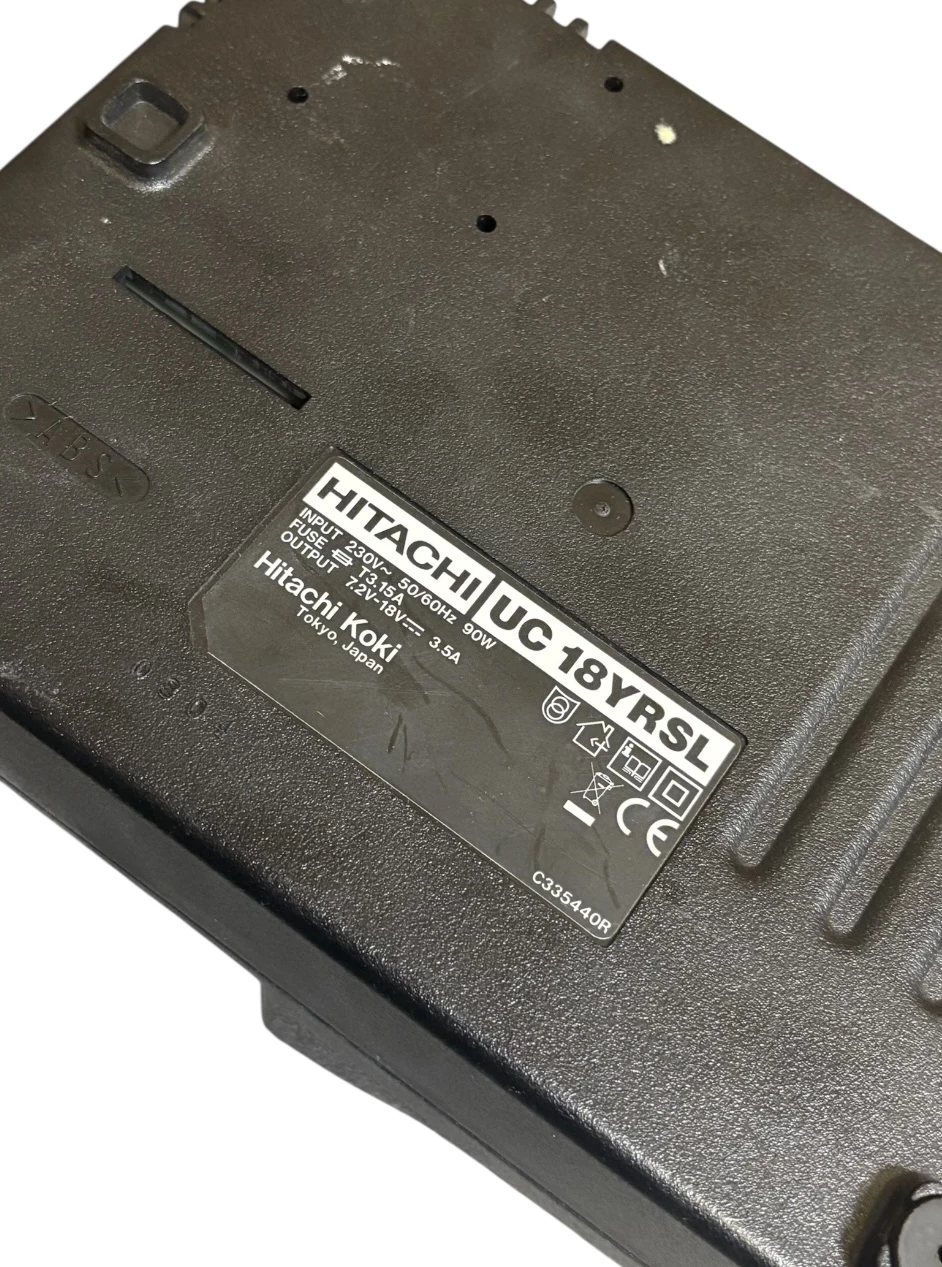 >ABS<
HITACHI UC 18YRSL
INPUT 230V~ 50/60Hz 90W
FUSE T3.15A
OUTPUT 7.2V-18V 3.5A
Hitachi Koki
Tokyo, Japan
i
CE
C335440R